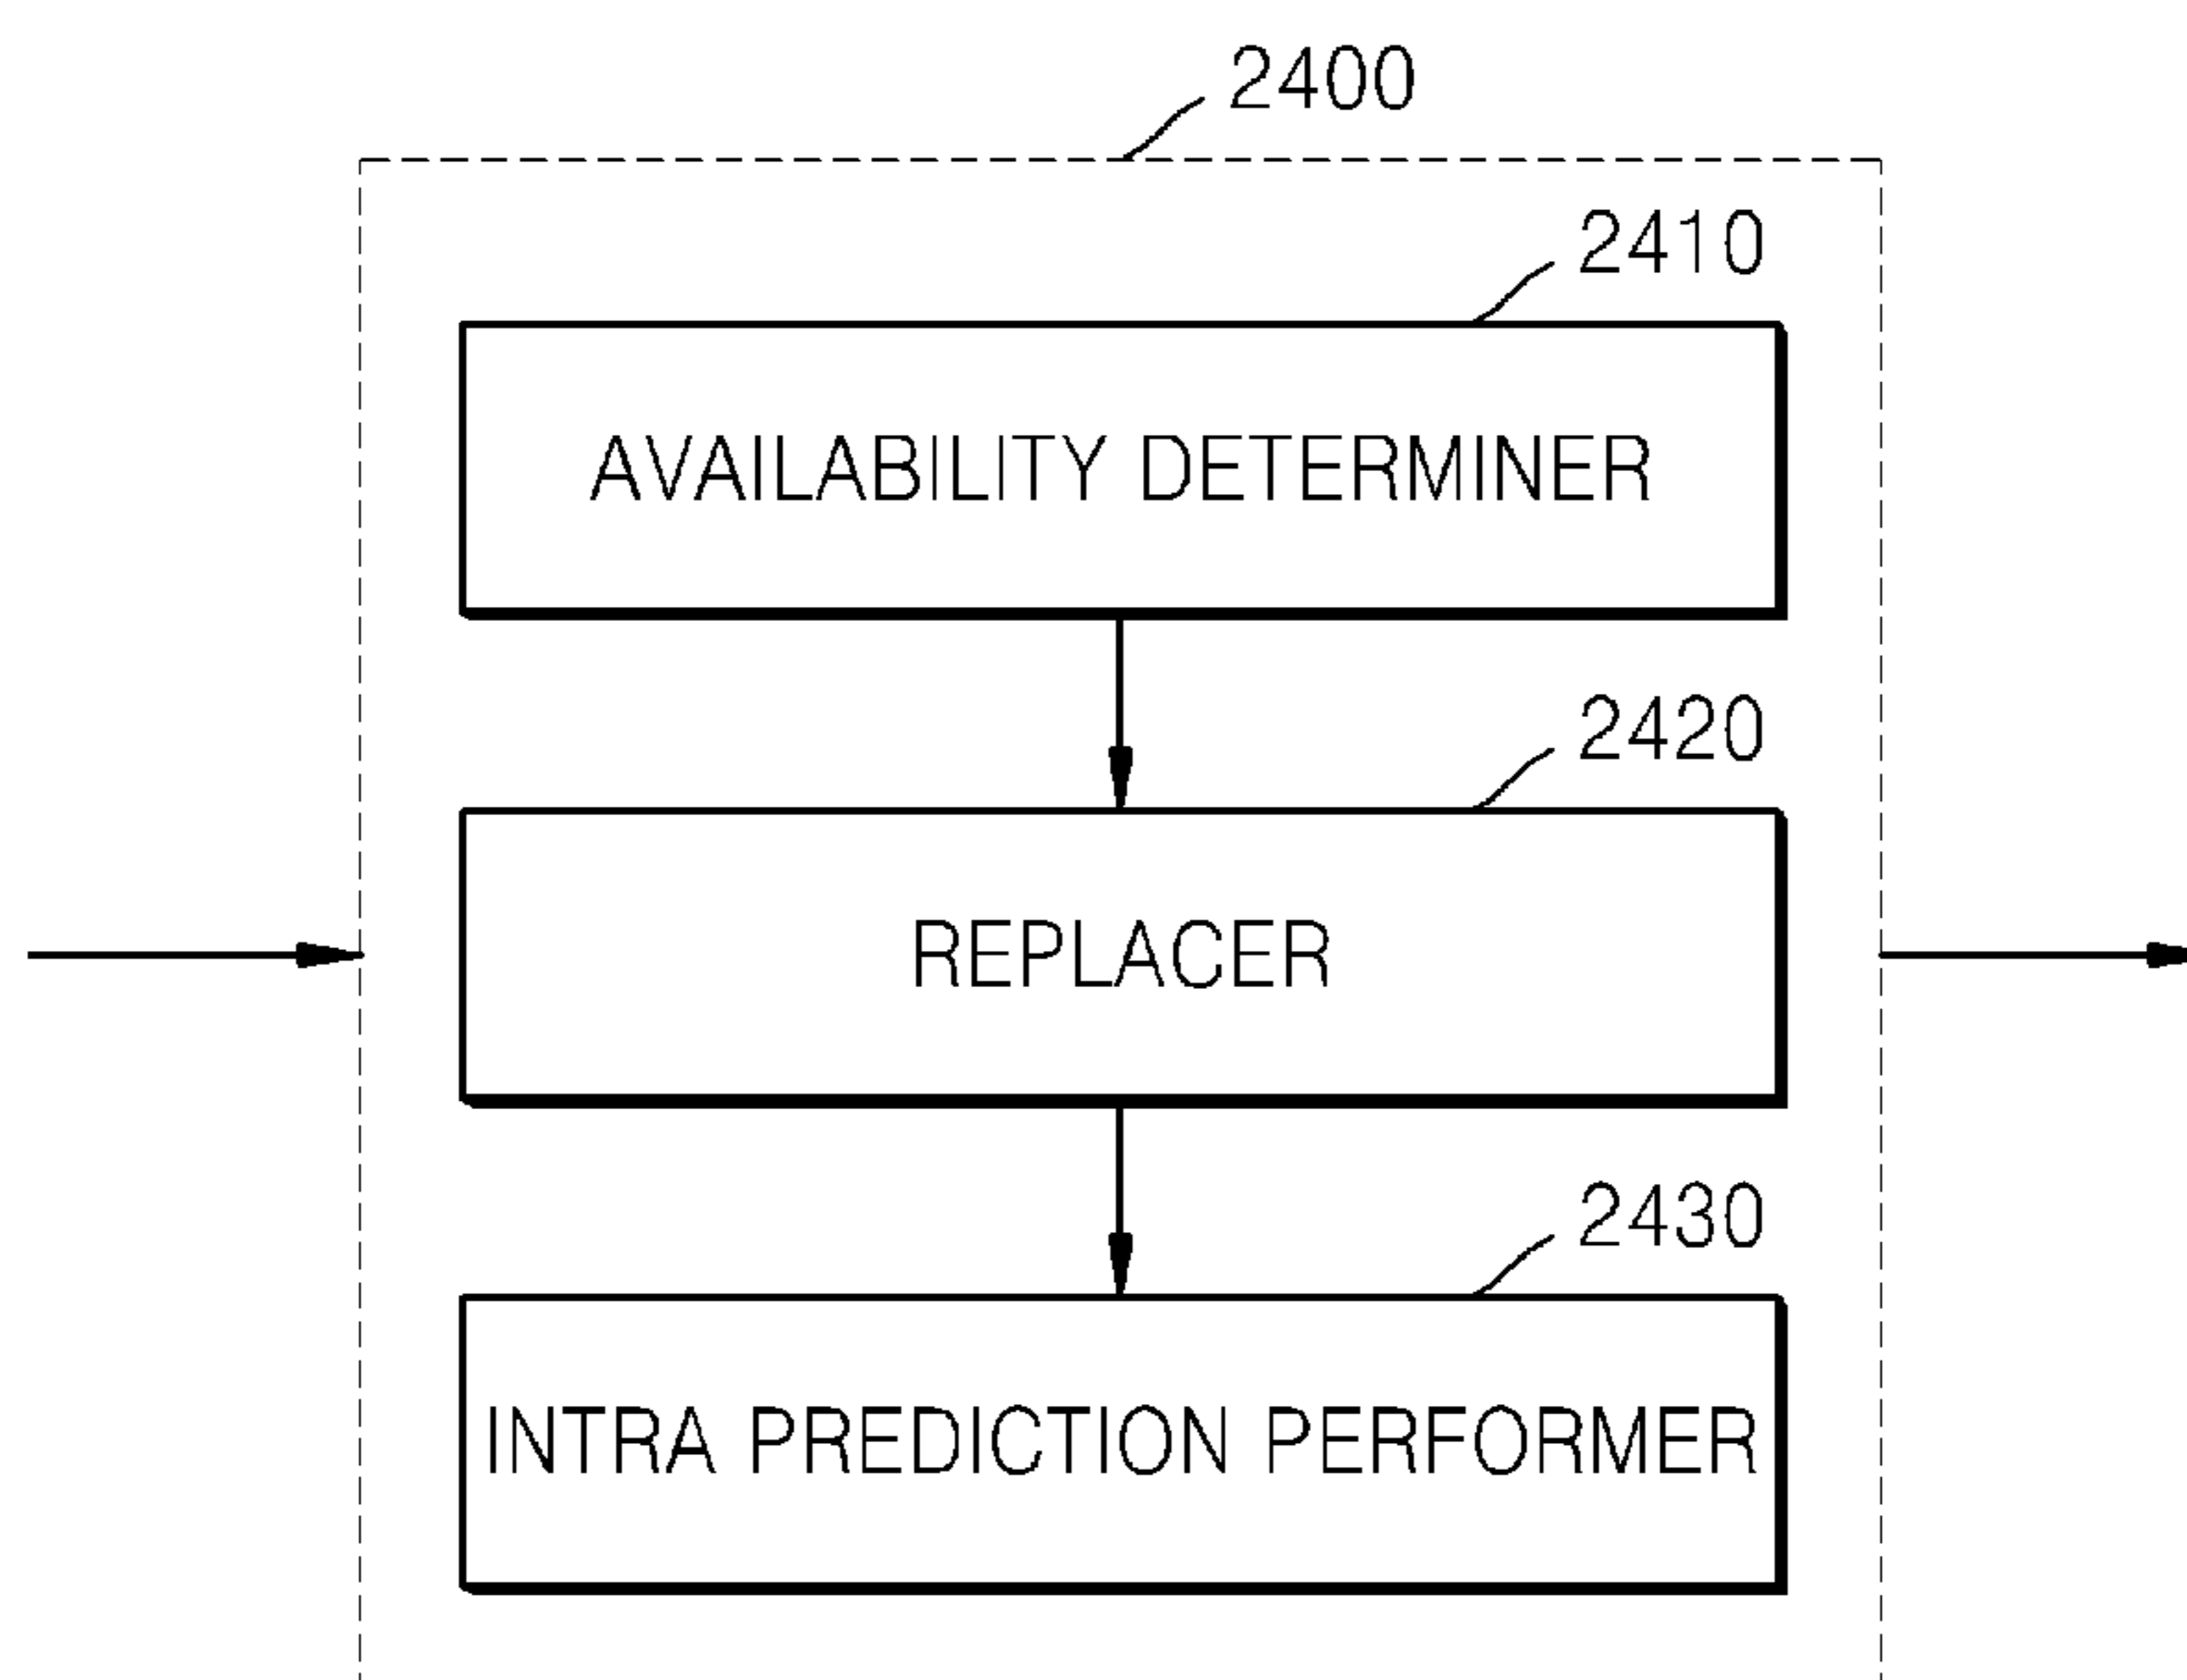 2400
2410
AVAILABILITY DETERMINER
2420
REPLACER
2430
INTRA PREDICTION PERFORMER